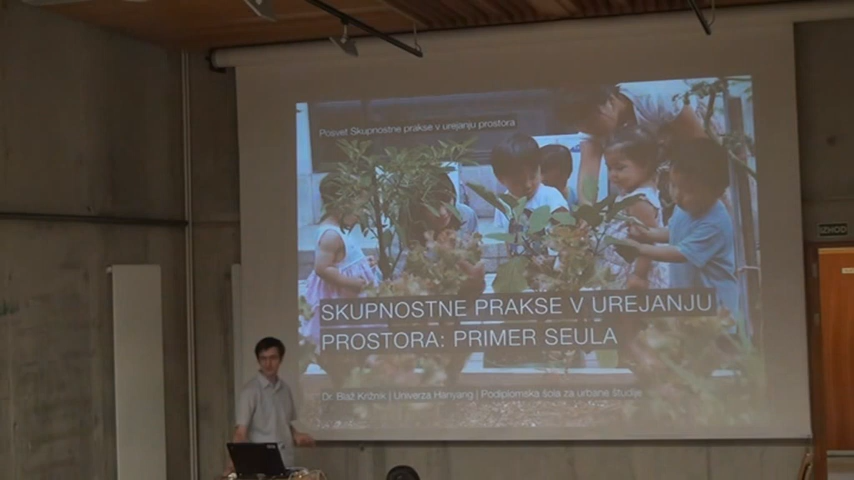 Posvet Skupnostne prakse v urejanju prostora
SKUPNOSTNE PRAKSE V UREJANJU
PROSTORA: PRIMER SEULA
Dr. Blaž Križnik | Univerza Hanyang | Podiplomska šola za urbane študije
IZHOD